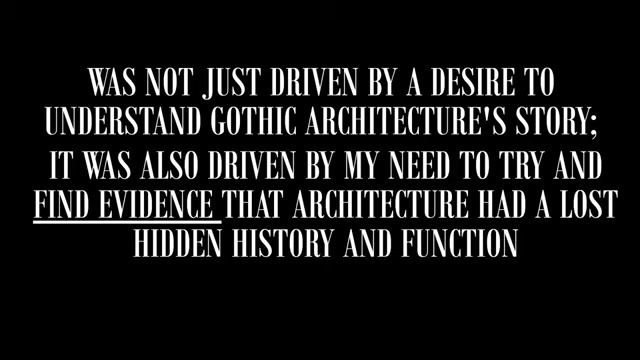 WAS NOT JUST DRIVEN BY A DESIRE TO
UNDERSTAND GOTHIC ARCHITECTURE'S STORY;
IT WAS ALSO DRIVEN BY MY NEED TO TRY AND
FIND EVIDENCE THAT ARCHITECTURE HAD A LOST
HIDDEN HISTORY AND FUNCTION